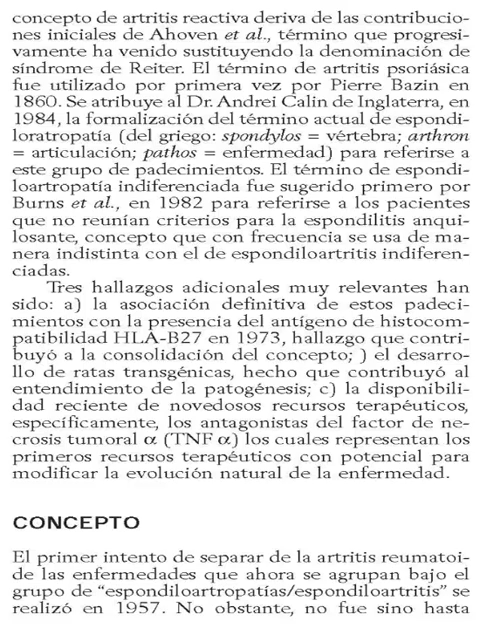 concepto de artritis reactiva deriva de las contribucio-
nes iniciales de Ahoven et al., término que progresi-
vamente ha venido sustituyendo la denominación de
síndrome de Reiter. El término de artritis psoriásica
fue utilizado por primera vez por Pierre Bazin en
1860. Se atribuye al Dr. Andrei Calin de Inglaterra, en
1984, la formalización del término actual de espondi-
loratropatía (del griego: spondylos = vértebra; arthron
= articulación; pathos = enfermedad) para referirse a
este grupo de padecimientos. El término de espondi-
loartropatía indiferenciada fue sugerido primero por
Burns et al., en 1982 para referirse a los pacientes
que no reunían criterios para la espondilitis anqui-
losante, concepto que con frecuencia se usa de ma-
nera indistinta con el de espondiloartritis indiferen-
ciadas.
Tres hallazgos adicionales muy relevantes han
sido: a) la asociación definitiva de estos padeci-
mientos con la presencia del antígeno de histocom-
patibilidad HLA-B27 en 1973, hallazgo que contri-
buyó a la consolidación del concepto; ) el desarro-
llo de ratas transgénicas, hecho que contribuyó al
entendimiento de la patogénesis; c) la disponibili-
dad reciente de novedosos recursos terapéuticos,
específicamente, los antagonistas del factor de ne-
crosis tumoral α (TNF α) los cuales representan los
primeros recursos terapéuticos con potencial para
modificar la evolución natural de la enfermedad.
CONCEPTO
El primer intento de separar de la artritis reumatoi-
de las enfermedades que ahora se agrupan bajo el
grupo de “espondiloartropatías/espondiloartritis” se
realizó en 1957. No obstante, no fue sino hasta